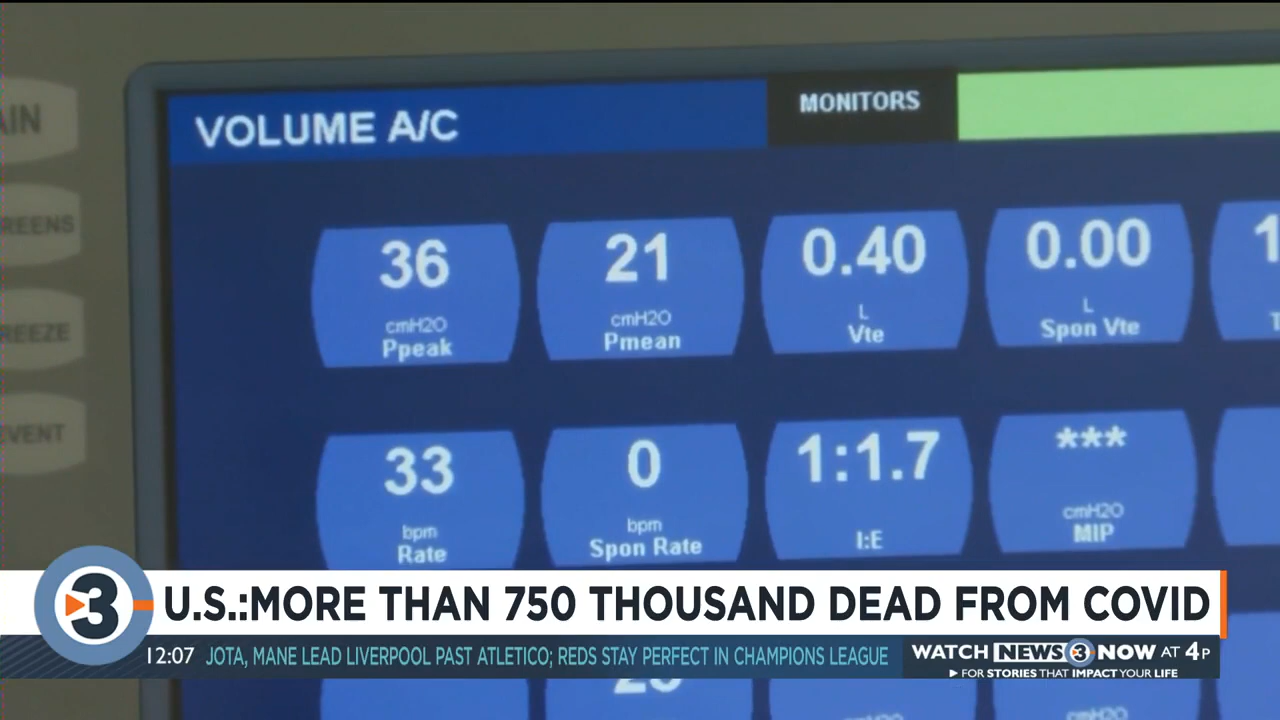 AIN
VOLUME A/C
MONITORS
REENS
36
cmH2O
Ppeak
21
cmH2O
Pmean
0.40
L
Vte
0.00
L
Spon Vte
1
T
REEZE
EVENT
33
bpm
Rate
0
bpm
Spon Rate
1:1.7
I:E
***
cmH2O
MIP
3
U.S.:MORE THAN 750 THOUSAND DEAD FROM COVID
12:07 JOTA, MANE LEAD LIVERPOOL PAST ATLETICO; REDS STAY PERFECT IN CHAMPIONS LEAGUE
WATCH NEWS 3 NOW AT 4P
FOR STORIES THAT IMPACT YOUR LIFE
cmH2O
cmH2O